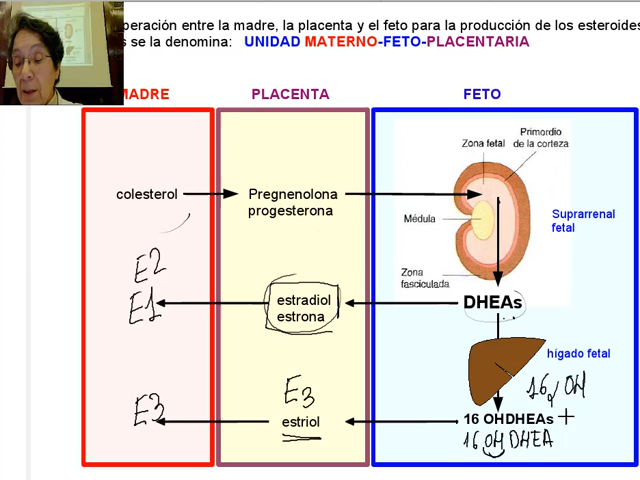 peración entre la madre, la placenta y el feto para la producción de los esteroides
s se la denomina: UNIDAD MATERNO-FETO-PLACENTARIA
MADRE PLACENTA FETO
Zona fetal
Primordio
de la corteza
colesterol
Pregnenolona
progesterona
Médula
Suprarrenal
fetal
Zona
fasciculada
E2
E1
estradiol
estrona
DHEAs
hígado fetal
E3
16 OH
E3
estriol
16 OHDHEAs +
16 OH DHEA